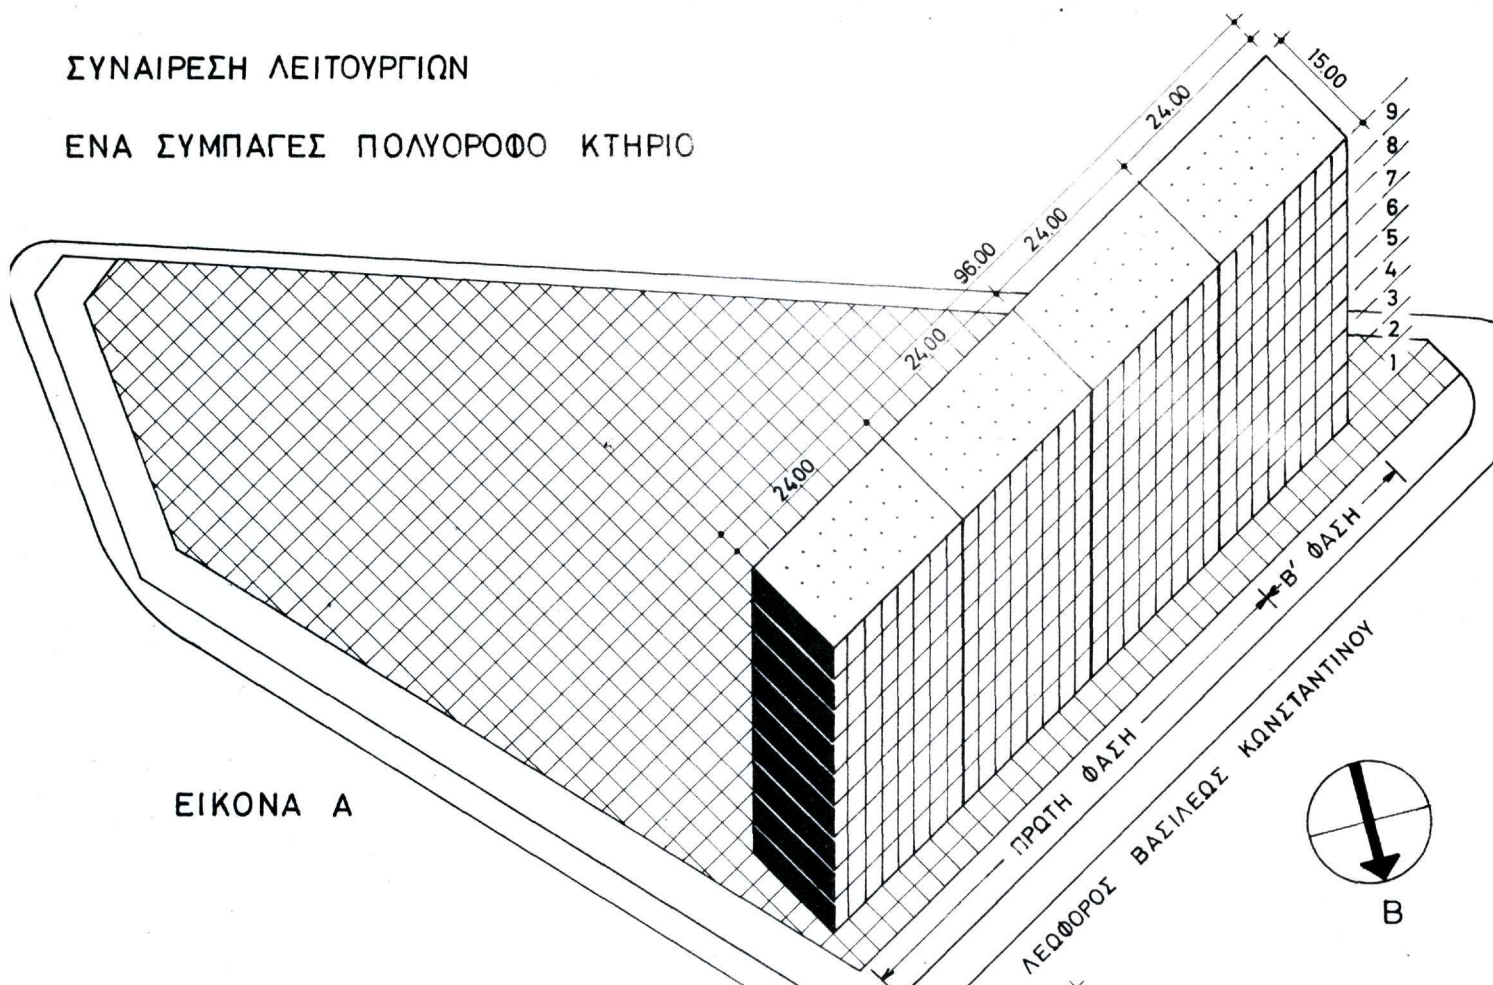 ΣΥΝΑΙΡΕΣΗ ΛΕΙΤΟΥΡΓΙΩΝ
ΕΝΑ ΣΥΜΠΑΓΕΣ ΠΟΛΥΟΡΟΦΟ ΚΤΗΡΙΟ
15.00
24.00
24.00
96.00
24.00
24.00
9
8
7
6
5
4
3
2
1
Β' ΦΑΣΗ
ΠΡΩΤΗ ΦΑΣΗ
ΛΕΩΦΟΡΟΣ ΒΑΣΙΛΕΩΣ ΚΩΝΣΤΑΝΤΙΝΟΥ
ΕΙΚΟΝΑ Α
Β